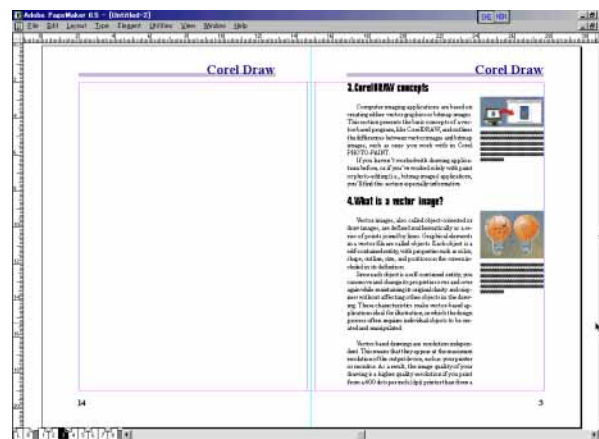 Adobe PageMaker 6.5 - [Untitled-2]
File Edit Layout Type Element Utilities View Window Help
Corel Draw
Corel Draw
3.CorelDRAW concepts
Computer imaging applications are based on
creating either vector graphics or bitmap images.
This section presents the basic concepts of a vec-
tor based program, like CorelDRAW, and outlines
the differences between vector images and bitmap
images, such as ones you work with in Corel
PHOTO-PAINT.
If you haven't worked with drawing applica-
tions before, or if you've worked solely with paint
or photo-editing (i.e., bitmap images) applications,
you'll find this section especially informative.
4.What is a vector image?
Vector images, also called object-oriented or
draw images, are defined mathematically as a se-
ries of points joined by lines. Graphical elements
in a vector file are called objects. Each object is a
self-contained entity, with properties such as color,
shape, outline, size, and position on the screen in-
cluded in its definition.
Since each object is a self-contained entity, you
can move and change its properties over and over
again while maintaining its original clarity and crisp-
ness without affecting other objects in the draw-
ing. These characteristics make vector-based ap-
plications ideal for illustration, in which the design
process often requires individual objects to be cre-
ated and manipulated.
Vector-based drawings are resolution indepen-
dent. This means that they appear at the maximum
resolution of the output device, such as your printer
or monitor. As a result, the image quality of your
drawing is a higher quality resolution if you print
from a 600 dots per inch (dpi) printer than from a
14
3